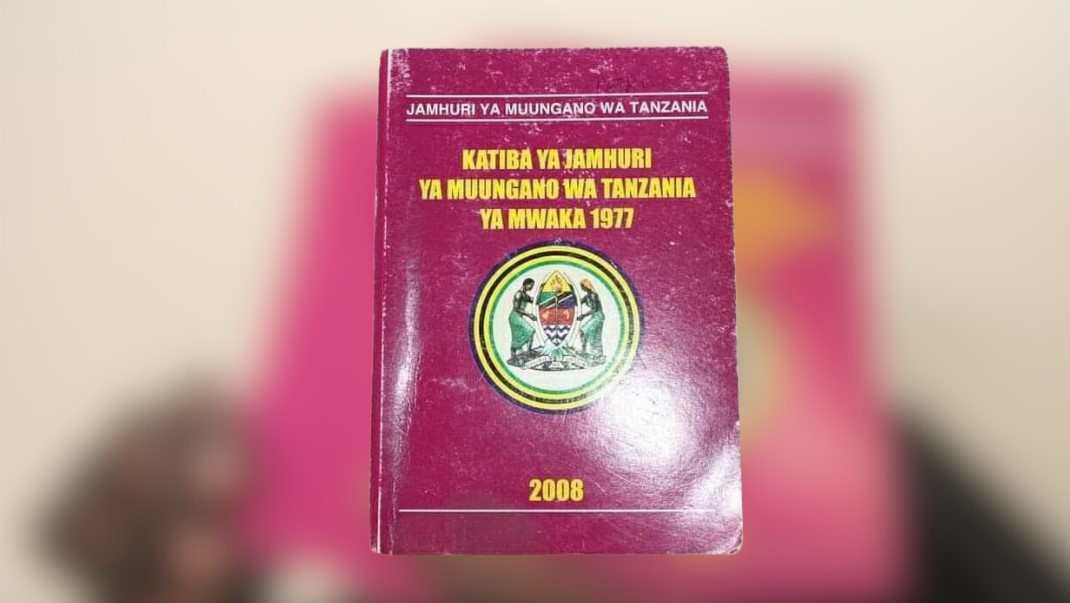 JAMHURI YA MUUNGANO WA TANZANIA
KATIBA YA JAMHURI
YA MUUNGANO WA TANZANIA
YA MWAKA 1977
2008